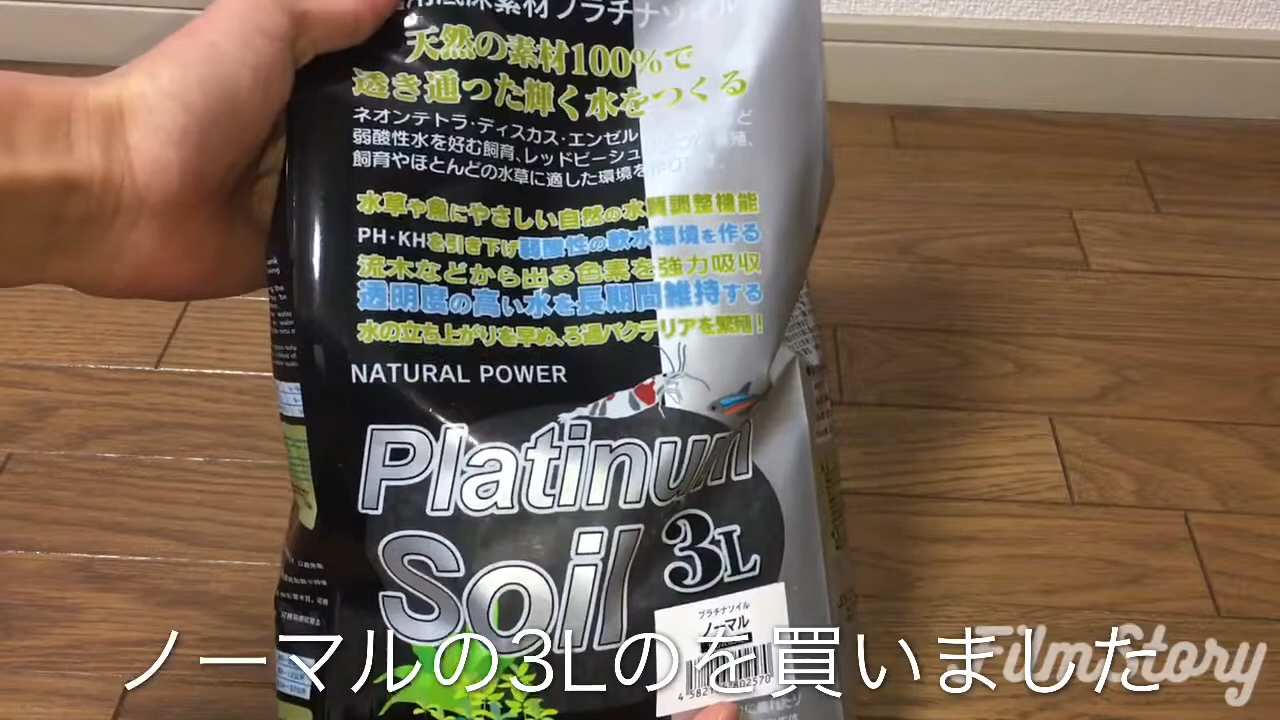 底床素材プラチナソイル
天然の素材100%で
透き通った輝く水をつくる
ネオンテトラ・ディスカス・エンゼル
弱酸性水を好む飼育、レッドビーシュ
飼育やほとんどの水草に適した環境を作り
水草や魚にやさしい自然の水質調整機能
PH・KHを引き下げ弱酸性の軟水環境を作る
流木などから出る色素を強力吸収
透明度の高い水を長期間維持する
水の立ち上がりを早め、ろ過バクテリアを繁殖!
NATURAL POWER
Platinum
Soil 3L
プラチナソイル
ノーマル
ノーマルの3Lのを買いました
FilmStory